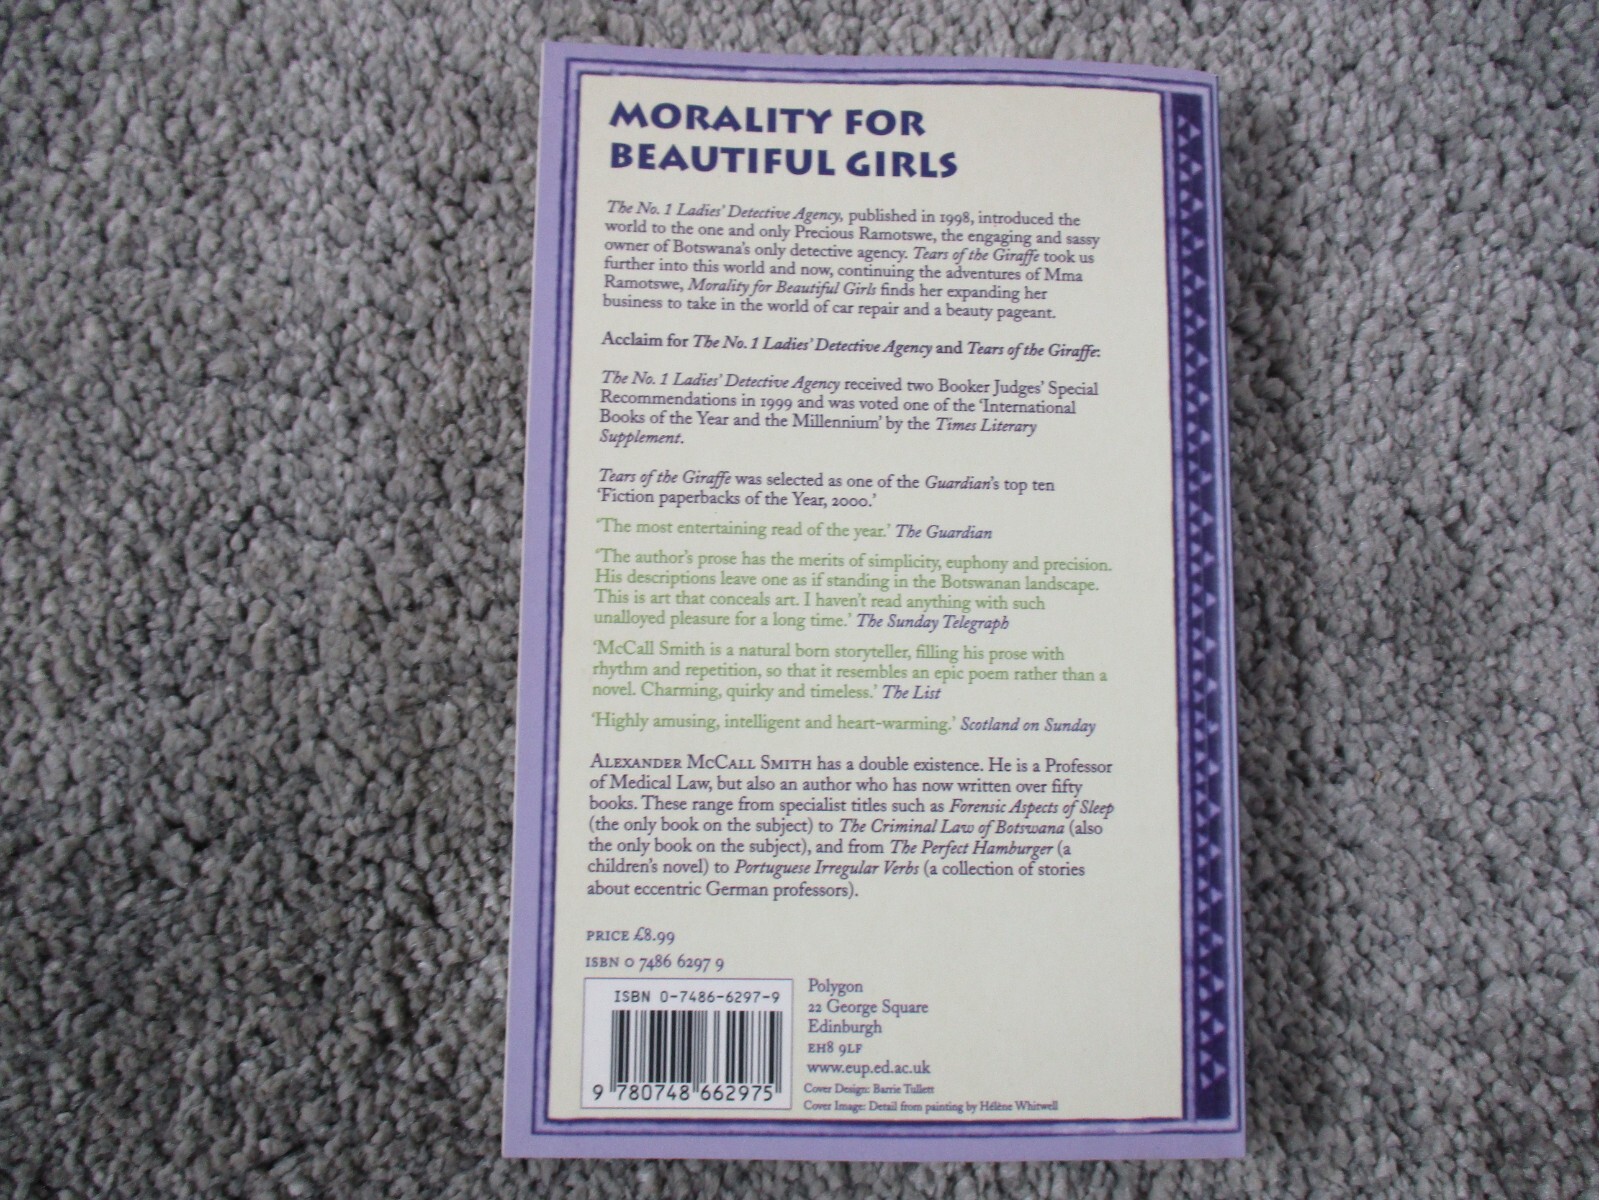 MORALITY FOR
BEAUTIFUL GIRLS
The No. 1 Ladies' Detective Agency, published in 1998, introduced the
world to the one and only Precious Ramotswe, the engaging and sassy
owner of Botswana's only detective agency. Tears of the Giraffe took us
further into this world and now, continuing the adventures of Mma
Ramotswe, Morality for Beautiful Girls finds her expanding her
business to take in the world of car repair and a beauty pageant.
Acclaim for The No. 1 Ladies' Detective Agency and Tears of the Giraffe:
The No. 1 Ladies' Detective Agency received two Booker Judges' Special
Recommendations in 1999 and was voted one of the 'International
Books of the Year and the Millennium' by the Times Literary
Supplement.
Tears of the Giraffe was selected as one of the Guardian's top ten
'Fiction paperbacks of the Year, 2000.'
'The most entertaining read of the year.' The Guardian
'The author's prose has the merits of simplicity, euphony and precision.
His descriptions leave one as if standing in the Botswanan landscape.
This is art that conceals art. I haven't read anything with such
unalloyed pleasure for a long time.' The Sunday Telegraph
'McCall Smith is a natural born storyteller, filling his prose with
rhythm and repetition, so that it resembles an epic poem rather than a
novel. Charming, quirky and timeless.' The List
'Highly amusing, intelligent and heart-warming.' Scotland on Sunday
ALEXANDER MCCALL SMITH has a double existence. He is a Professor
of Medical Law, but also an author who has now written over fifty
books. These range from specialist titles such as Forensic Aspects of Sleep
(the only book on the subject) to The Criminal Law of Botswana (also
the only book on the subject), and from The Perfect Hamburger (a
children's novel) to Portuguese Irregular Verbs (a collection of stories
about eccentric German professors).
PRICE £8.99
ISBN 0 7486 6297 9
ISBN 0-7486-6297-9
9 780748 662975
Polygon
22 George Square
Edinburgh
EH8 9LF
www.eup.ed.ac.uk
Cover Design: Barrie Tullett
Cover Image: Detail from painting by Hélène Whitwell